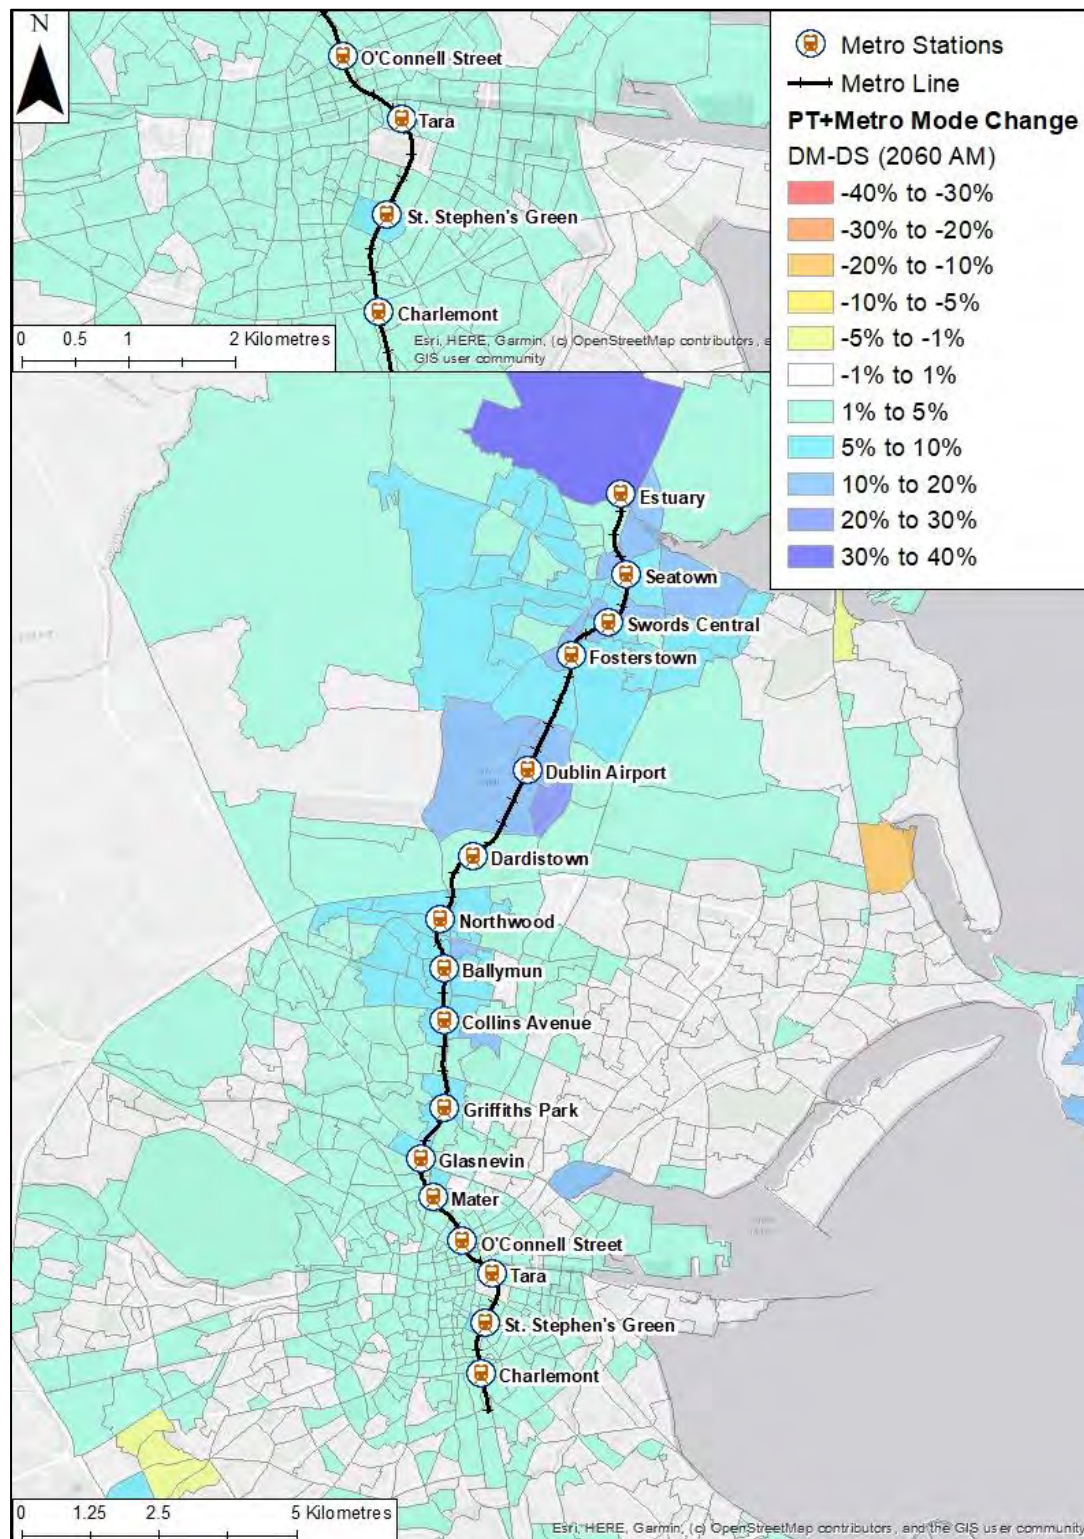 N
O'Connell Street
Tara
St. Stephen's Green
Charlemont
0 0.5 1 2 Kilometres
Esri, HERE, Garmin, (c) OpenStreetMap contributors, a
GIS user community
Metro Stations
Metro Line
PT+Metro Mode Change
DM-DS (2060 AM)
-40% to -30%
-30% to -20%
-20% to -10%
-10% to -5%
-5% to -1%
-1% to 1%
1% to 5%
5% to 10%
10% to 20%
20% to 30%
30% to 40%
Estuary
Seatown
Swords Central
Fosterstown
Dublin Airport
Dardistown
Northwood
Ballymun
Collins Avenue
Griffiths Park
Glasnevin
Mater
O'Connell Street
Tara
St. Stephen's Green
Charlemont
0 1.25 2.5 5 Kilometres
Esri, HERE, Garmin, (c) OpenStreetMap contributors, and the GIS user community